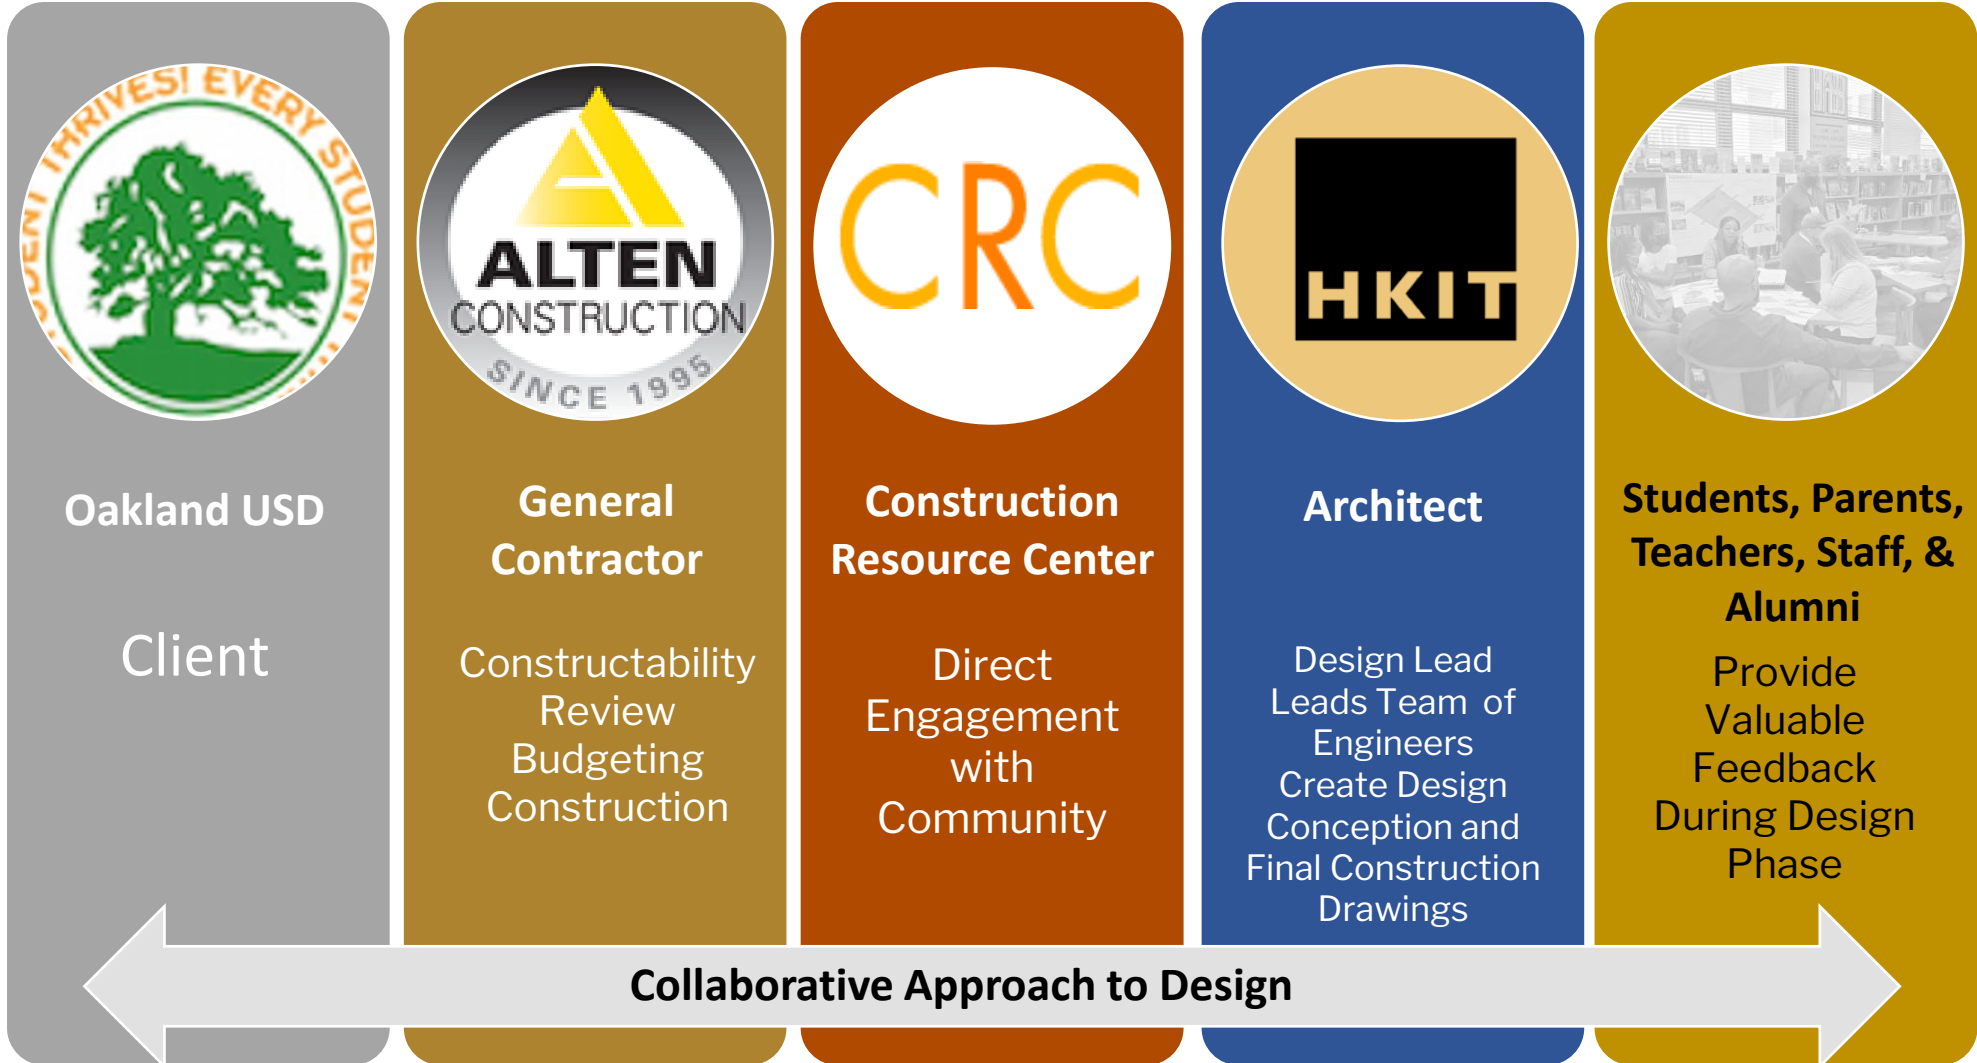 STUDENT THRIVES! EVERY STUDENT
Oakland USD
Client
ALTEN
CONSTRUCTION
SINCE 1995
General
Contractor
Constructability
Review
Budgeting
Construction
CRC
Construction
Resource Center
Direct
Engagement
with
Community
HKIT
Architect
Design Lead
Leads Team of
Engineers
Create Design
Conception and
Final Construction
Drawings
Students, Parents,
Teachers, Staff, &
Alumni
Provide
Valuable
Feedback
During Design
Phase
Collaborative Approach to Design